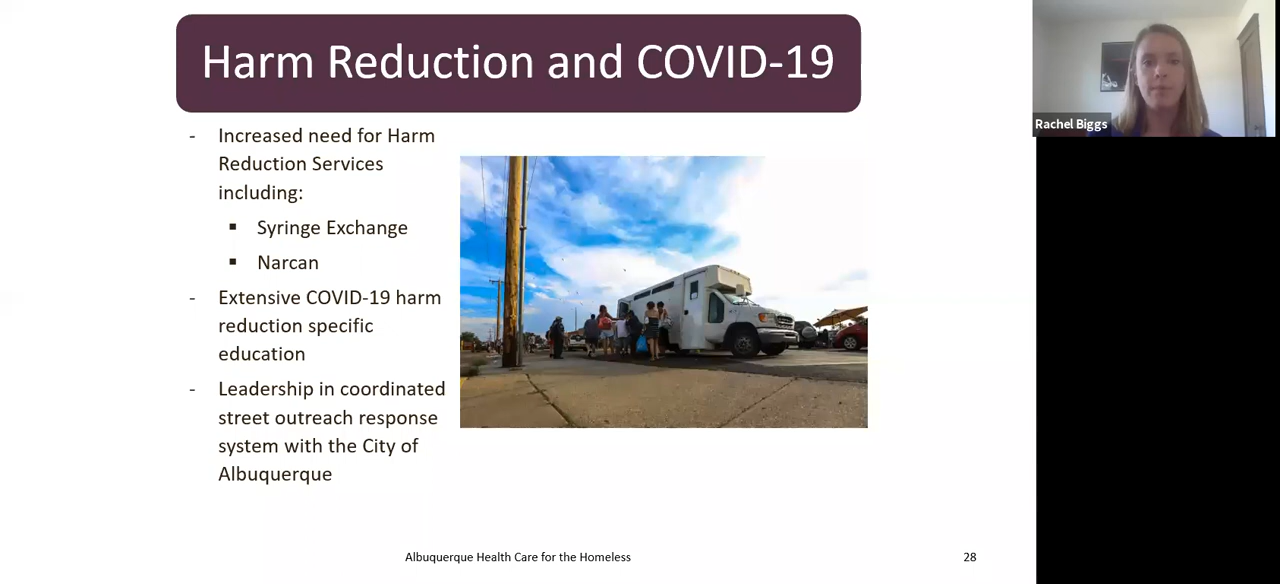 Harm Reduction and COVID-19
Rachel Biggs
- Increased need for Harm
Reduction Services
including:
▪ Syringe Exchange
▪ Narcan
- Extensive COVID-19 harm
reduction specific
education
- Leadership in coordinated
street outreach response
system with the City of
Albuquerque
Albuquerque Health Care for the Homeless
28